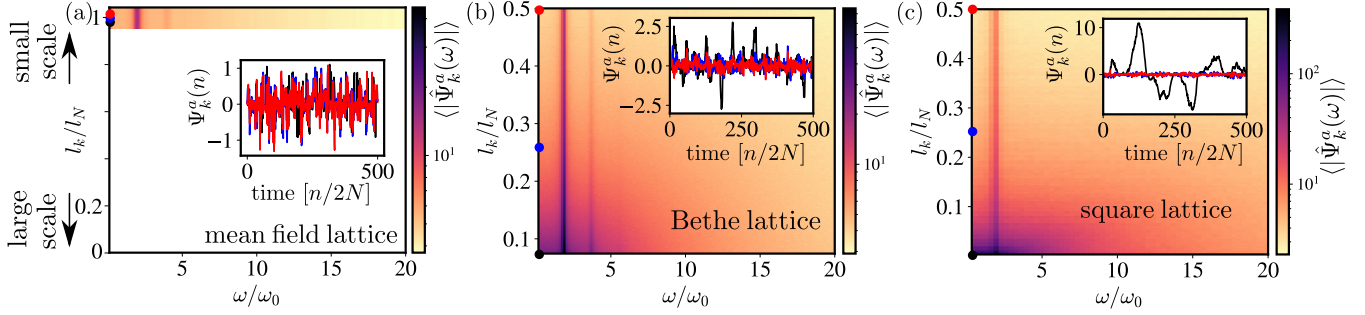 (a)
small scale
large scale
l_k/l_N
1
0.2
0
1
0
−1
Ψ_k^a(n)
0
500
time [n/2N]
mean field lattice
0
5
10
15
20
ω/ω_0
10^1
⟨|Ψ̂_k^a(ω)|⟩
(b)
l_k/l_N
0.5
0.4
0.3
0.2
0.1
2.5
0.0
−2.5
Ψ_k^a(n)
0
500
time [n/2N]
Bethe lattice
5
10
15
20
ω/ω_0
10^1
⟨|Ψ̂_k^a(ω)|⟩
(c)
l_k/l_N
0.5
0.4
0.3
0.2
0.1
0.0
10
0
Ψ_k^a(n)
0
500
time [n/2N]
square lattice
5
10
15
20
ω/ω_0
10^2
10^1
⟨|Ψ̂_k^a(ω)|⟩